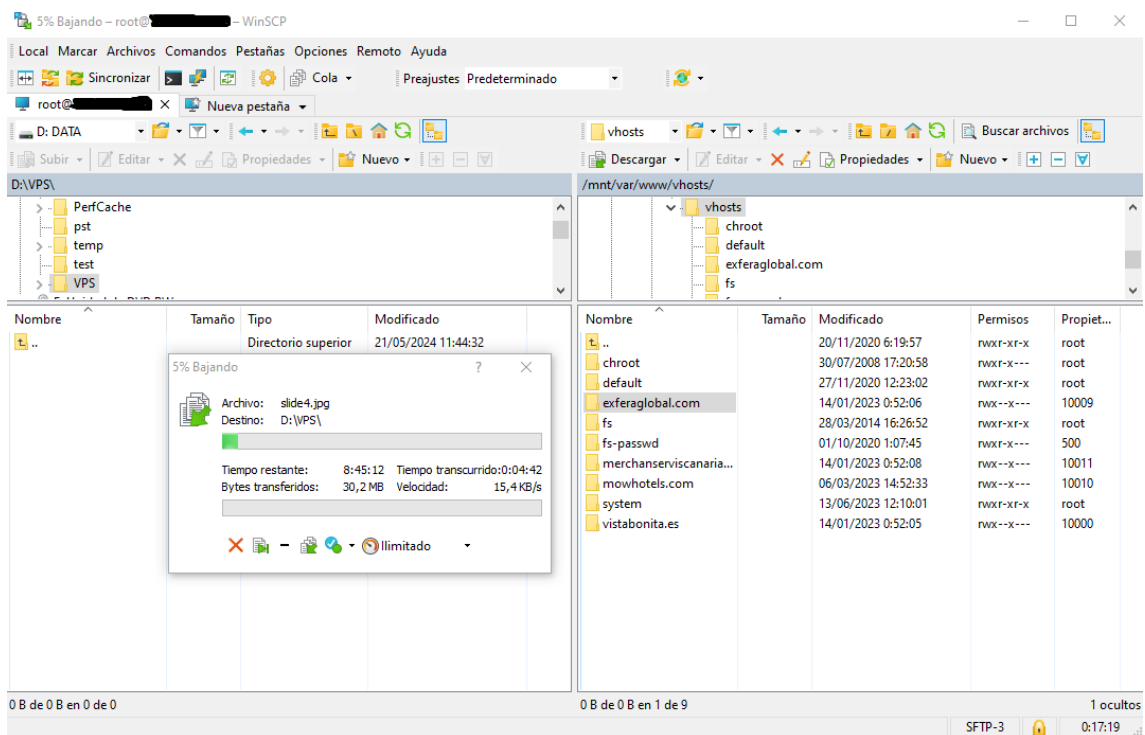 5% Bajando – root@ – WinSCP
Local Marcar Archivos Comandos Pestañas Opciones Remoto Ayuda
Sincronizar Cola Preajustes Predeterminado
root@ Nueva pestaña
D: DATA
Subir Editar Propiedades Nuevo
D:\VPS\
PerfCache
pst
temp
test
VPS
Nombre Tamaño Tipo Modificado
.. Directorio superior 21/05/2024 11:44:32
5% Bajando ?
Archivo: slide4.jpg
Destino: D:\VPS\
Tiempo restante: 8:45:12 Tiempo transcurrido:0:04:42
Bytes transferidos: 30,2 MB Velocidad: 15,4 KB/s
Ilimitado
0 B de 0 B en 0 de 0
vhosts Buscar archivos
Descargar Editar Propiedades Nuevo
/mnt/var/www/vhosts/
vhosts
chroot
default
exferaglobal.com
fs
Nombre Tamaño Modificado Permisos Propiet...
.. 20/11/2020 6:19:57 rwxr-xr-x root
chroot 30/07/2008 17:20:58 rwxr-xr-x root
default 27/11/2020 12:23:02 rwxr-xr-x root
exferaglobal.com 14/01/2023 0:52:06 rwx--x--- 10009
fs 28/03/2014 16:26:52 rwxr-xr-x root
fs-passwd 01/10/2020 1:07:45 rwxr-x--- 500
merchanserviscanaria... 14/01/2023 0:52:08 rwx--x--- 10011
mowhotels.com 06/03/2023 14:52:33 rwx--x--- 10010
system 13/06/2023 12:10:01 rwxr-xr-x root
vistabonita.es 14/01/2023 0:52:05 rwx--x--- 10000
0 B de 0 B en 1 de 9 1 ocultos
SFTP-3 0:17:19